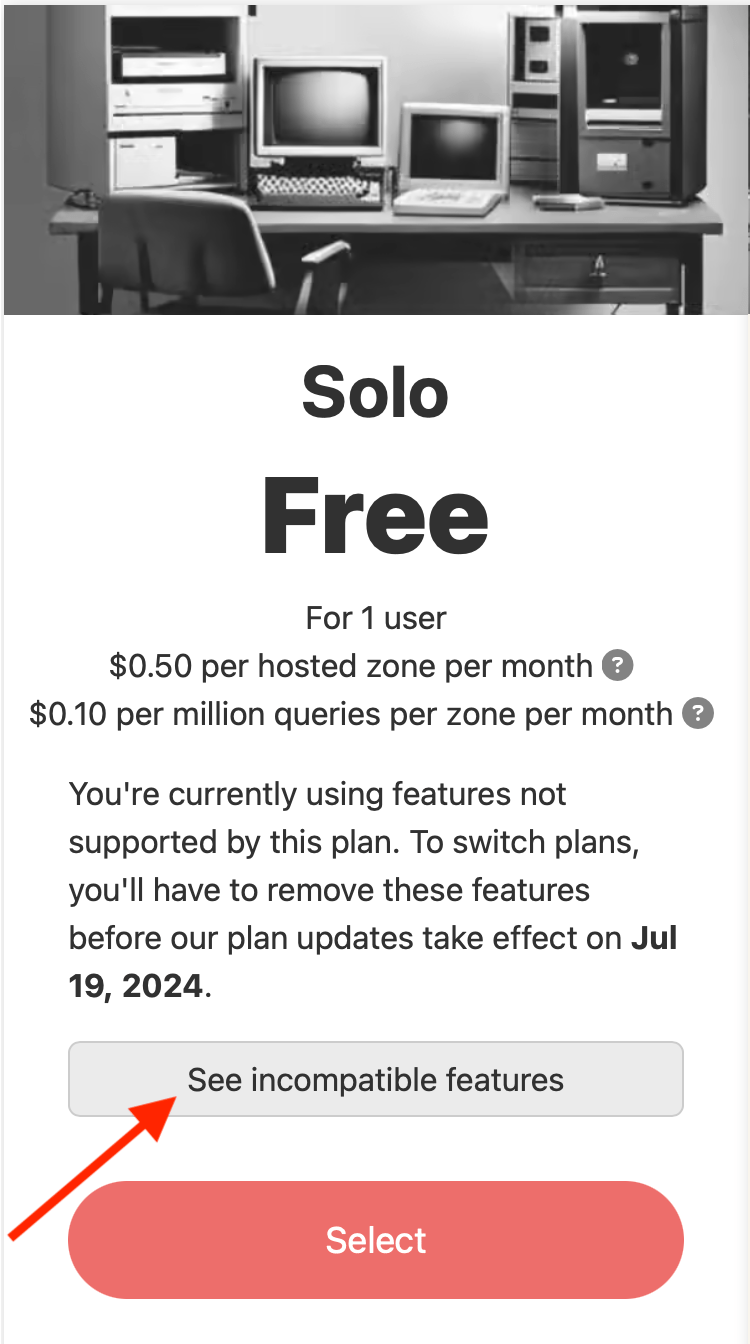 Solo
Free
For 1 user
$0.50 per hosted zone per month ?
$0.10 per million queries per zone per month ?
You're currently using features not
supported by this plan. To switch plans,
you'll have to remove these features
before our plan updates take effect on Jul
19, 2024.
See incompatible features
Select